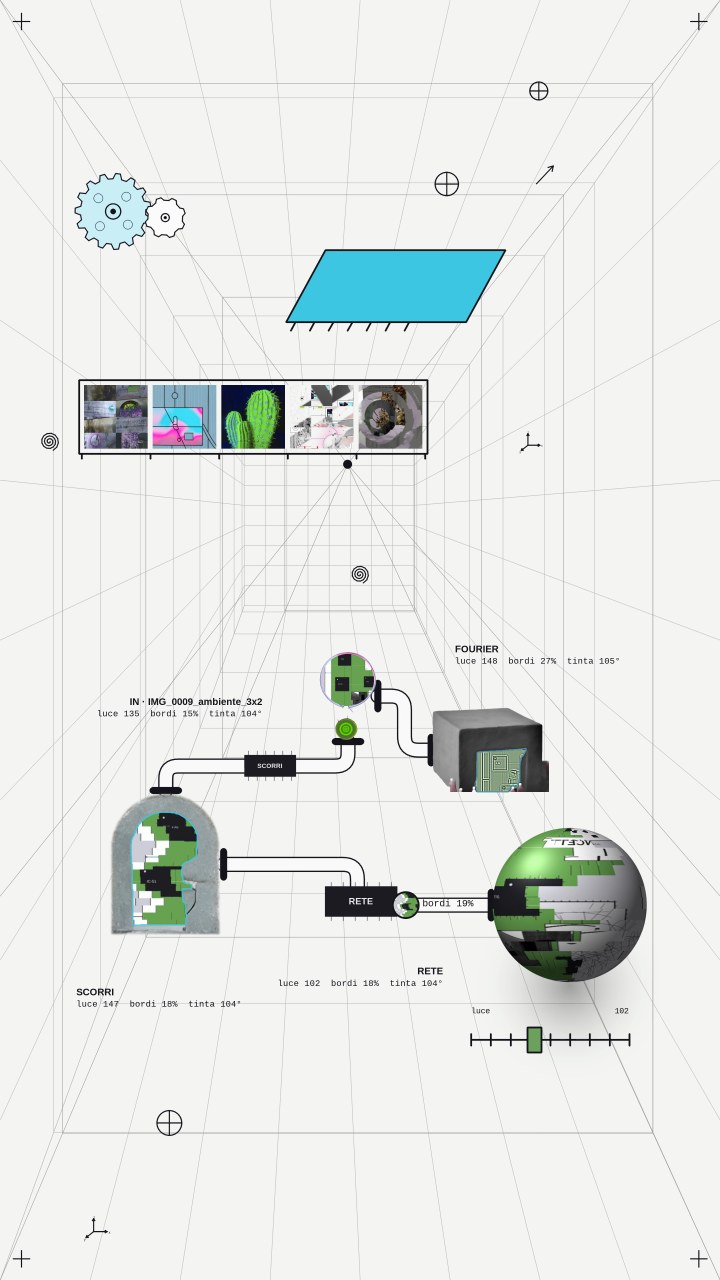 FOURIER
luce 148  bordi 27%  tinta 105°
IN · IMG_0009_ambiente_3x2
luce 135  bordi 15%  tinta 104°
SCORRI
RETE
bordi 19%
RETE
luce 102  bordi 18%  tinta 104°
SCORRI
luce 147  bordi 18%  tinta 104°
luce 102